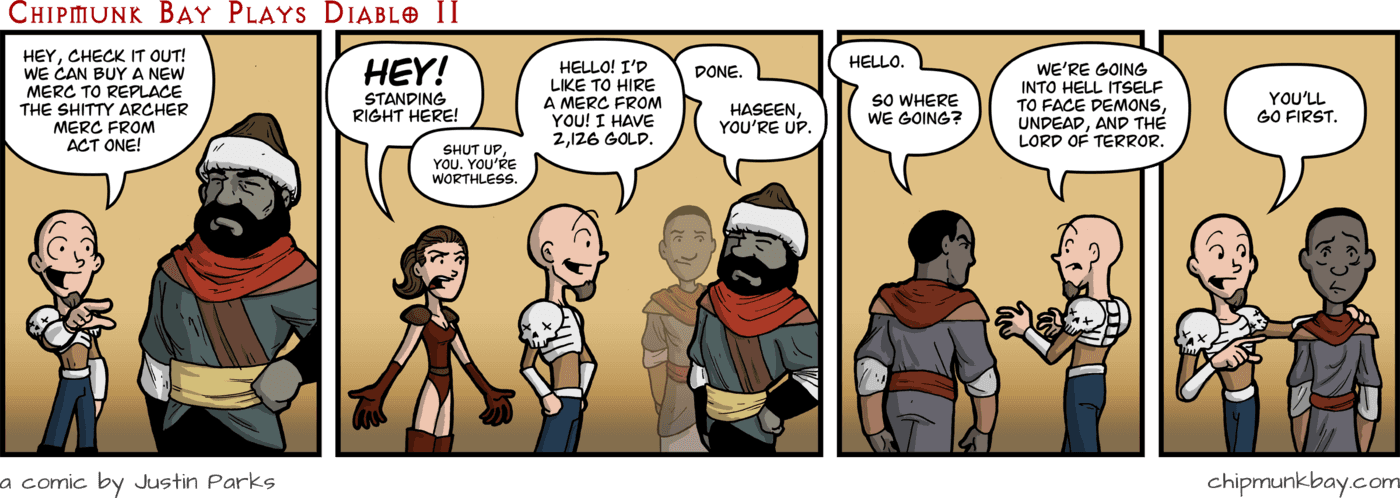 Chipmunk Bay Plays Diablo II
HEY, CHECK IT OUT!
WE CAN BUY A NEW
MERC TO REPLACE
THE SHITTY ARCHER
MERC FROM
ACT ONE!
HEY!
STANDING
RIGHT HERE!
SHUT UP,
YOU. YOU'RE
WORTHLESS.
HELLO! I'D
LIKE TO HIRE
A MERC FROM
YOU! I HAVE
2,126 GOLD.
DONE.
HASEEN,
YOU'RE UP.
HELLO.
SO WHERE
WE GOING?
WE'RE GOING
INTO HELL ITSELF
TO FACE DEMONS,
UNDEAD, AND THE
LORD OF TERROR.
YOU'LL
GO FIRST.
a comic by Justin Parks
chipmunkbay.com